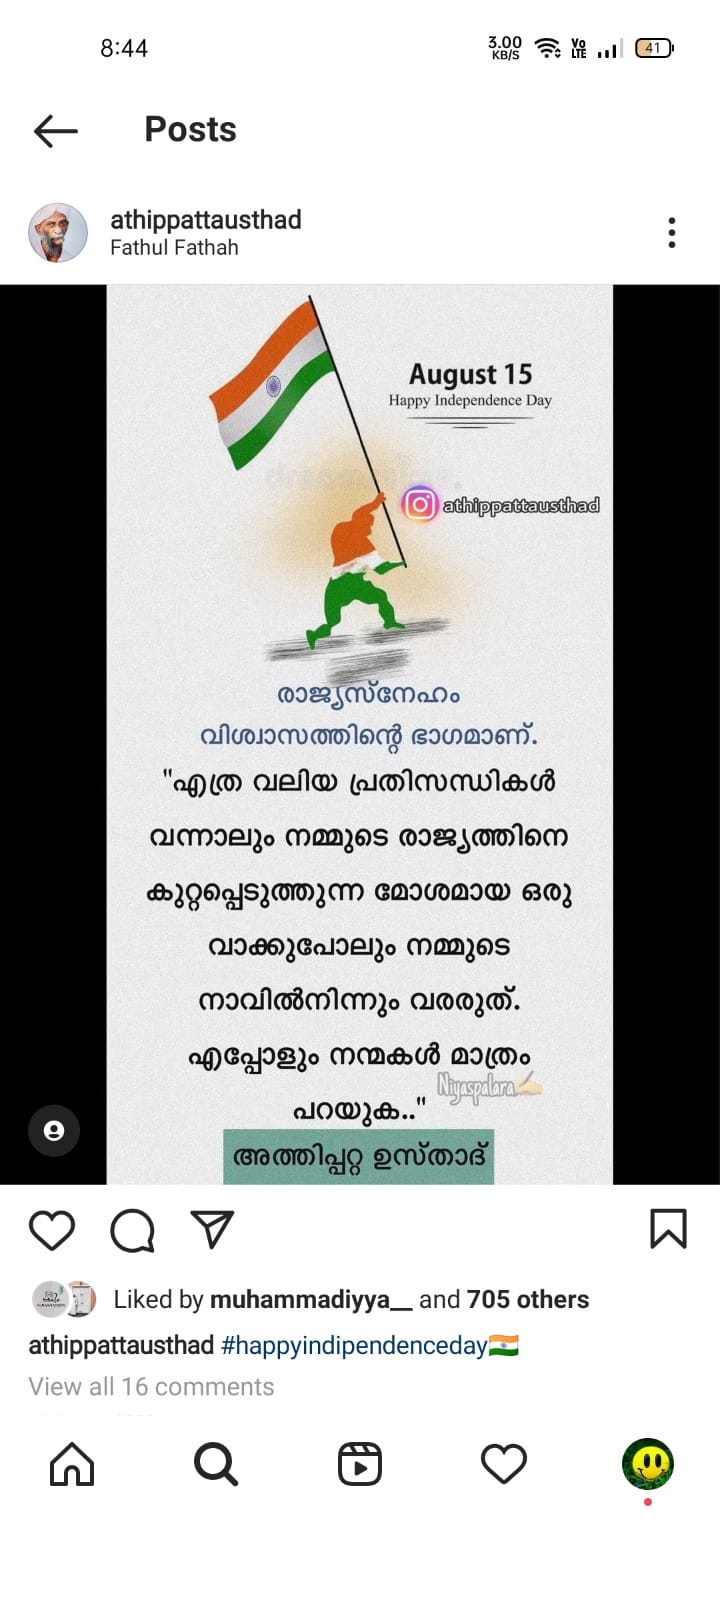 8:44
3.00
KB/S
Vo
LTE
41
Posts
athippattausthad
Fathul Fathah
August 15
Happy Independence Day
athippattausthad
രാജ്യസ്നേഹം
വിശ്വാസത്തിന്റെ ഭാഗമാണ്.
"എത്ര വലിയ പ്രതിസന്ധികൾ
വന്നാലും നമ്മുടെ രാജ്യത്തിനെ
കുറ്റപ്പെടുത്തുന്ന മോശമായ ഒരു
വാക്കുപോലും നമ്മുടെ
നാവിൽനിന്നും വരരുത്.
എപ്പോളും നന്മകൾ മാത്രം
Niyaspalara✍🏻
പറയുക.."
അത്തിപ്പറ്റ ഉസ്താദ്
Liked by muhammadiyya__ and 705 others
athippattausthad #happyindipendenceday🇮🇳
View all 16 comments